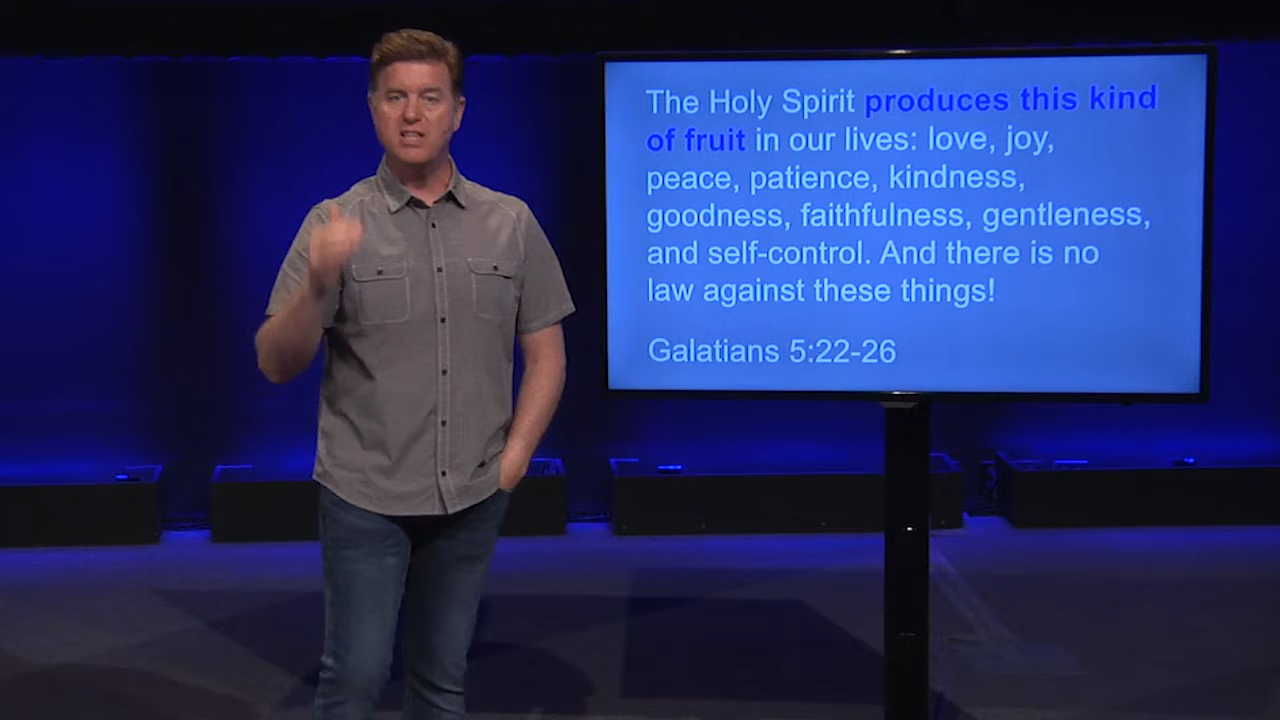 The Holy Spirit produces this kind
of fruit in our lives: love, joy,
peace, patience, kindness,
goodness, faithfulness, gentleness,
and self-control. And there is no
law against these things!
Galatians 5:22-26